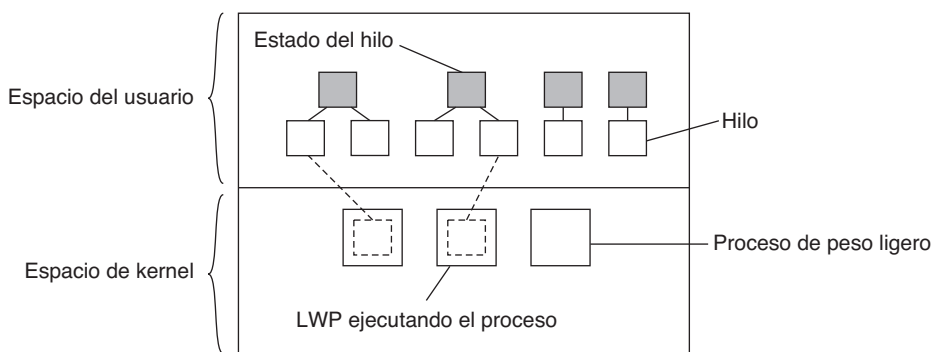 Estado del hilo
Espacio del usuario
Hilo
Proceso de peso ligero
Espacio de kernel
LWP ejecutando el proceso